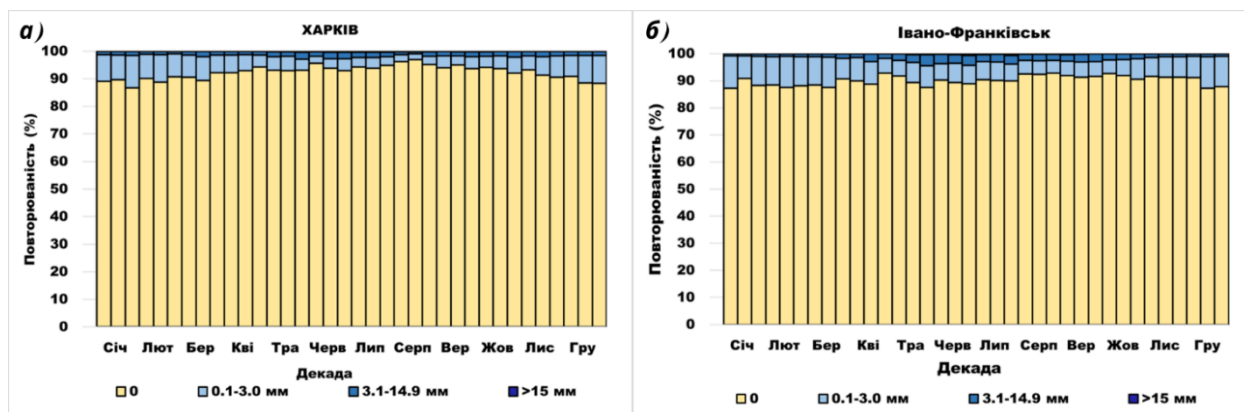 а)
ХАРКІВ
Повторюваність (%)
100
90
80
70
60
50
40
30
20
10
0
Січ Лют Бер Кві Тра Черв Лип Серп Вер Жов Лис Гру
Декада
0 0.1-3.0 мм 3.1-14.9 мм >15 мм
б)
Івано-Франківськ
Повторюваність (%)
100
90
80
70
60
50
40
30
20
10
0
Січ Лют Бер Кві Тра Черв Лип Серп Вер Жов Лис Гру
Декада
0 0.1-3.0 мм 3.1-14.9 мм >15 мм